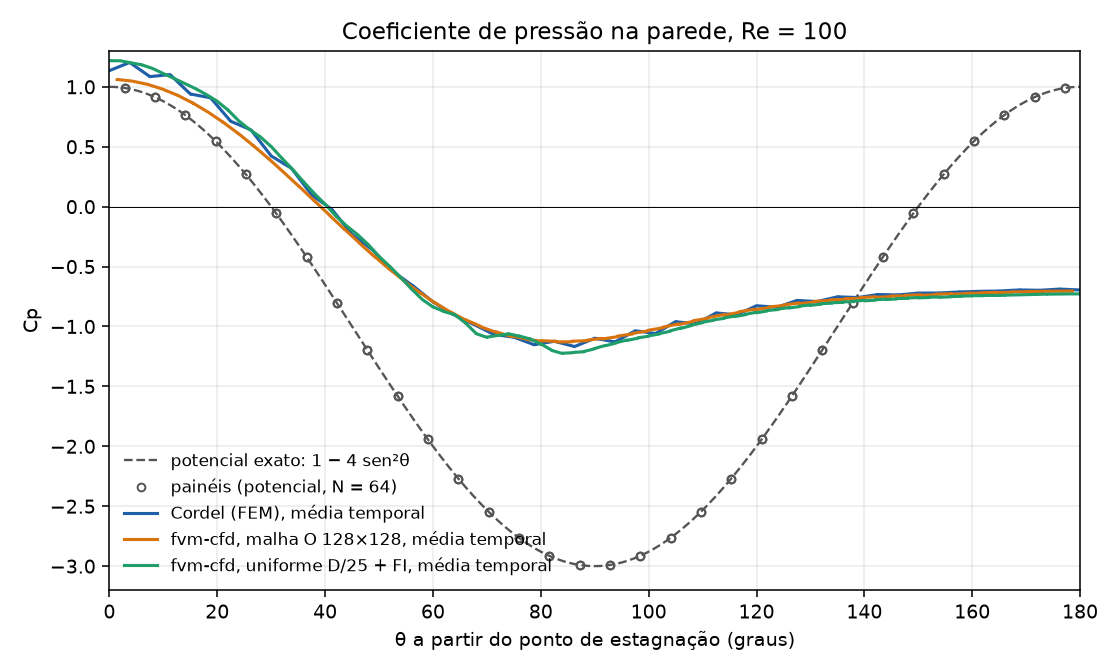 Coeficiente de pressão na parede, Re = 100
Cp
1.0
0.5
0.0
−0.5
−1.0
−1.5
−2.0
−2.5
−3.0
potencial exato: 1 − 4 sen²θ
painéis (potencial, N = 64)
Cordel (FEM), média temporal
fvm-cfd, malha O 128×128, média temporal
fvm-cfd, uniforme D/25 + FI, média temporal
0 20 40 60 80 100 120 140 160 180
θ a partir do ponto de estagnação (graus)